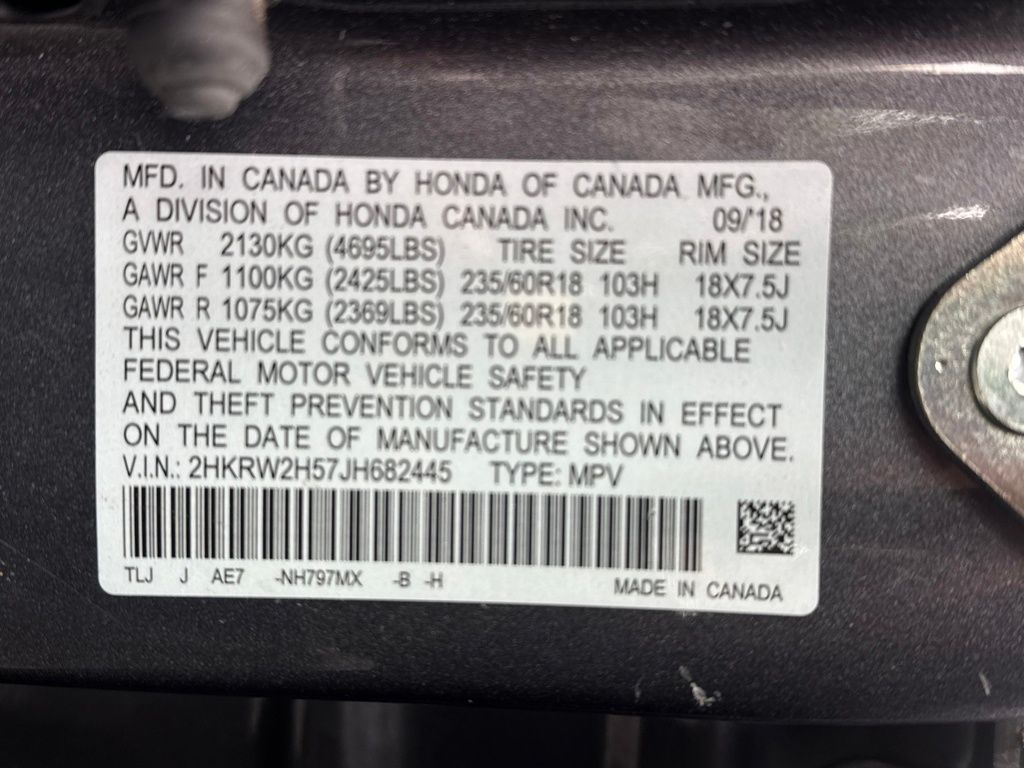 MFD. IN CANADA BY HONDA OF CANADA MFG.,
A DIVISION OF HONDA CANADA INC. 09/'18
GVWR 2130KG (4695LBS) TIRE SIZE RIM SIZE
GAWR F 1100KG (2425LBS) 235/60R18 103H 18X7.5J
GAWR R 1075KG (2369LBS) 235/60R18 103H 18X7.5J
THIS VEHICLE CONFORMS TO ALL APPLICABLE
FEDERAL MOTOR VEHICLE SAFETY
AND THEFT PREVENTION STANDARDS IN EFFECT
ON THE DATE OF MANUFACTURE SHOWN ABOVE.
V.I.N.: 2HKRW2H57JH682445 TYPE: MPV
TLJ J AE7 -NH797MX -B -H MADE IN CANADA